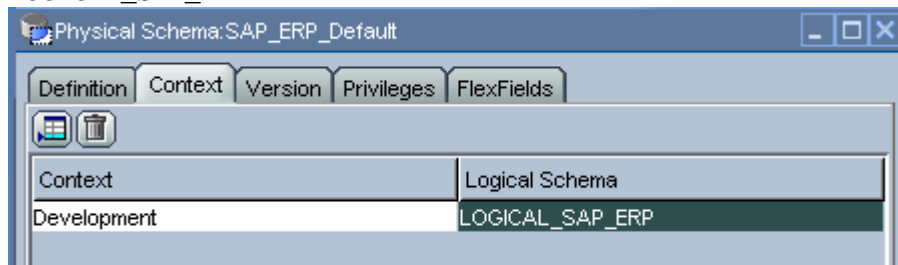 Physical Schema:SAP_ERP_Default
Definition Context Version Privileges FlexFields
Context Logical Schema
Development LOGICAL_SAP_ERP